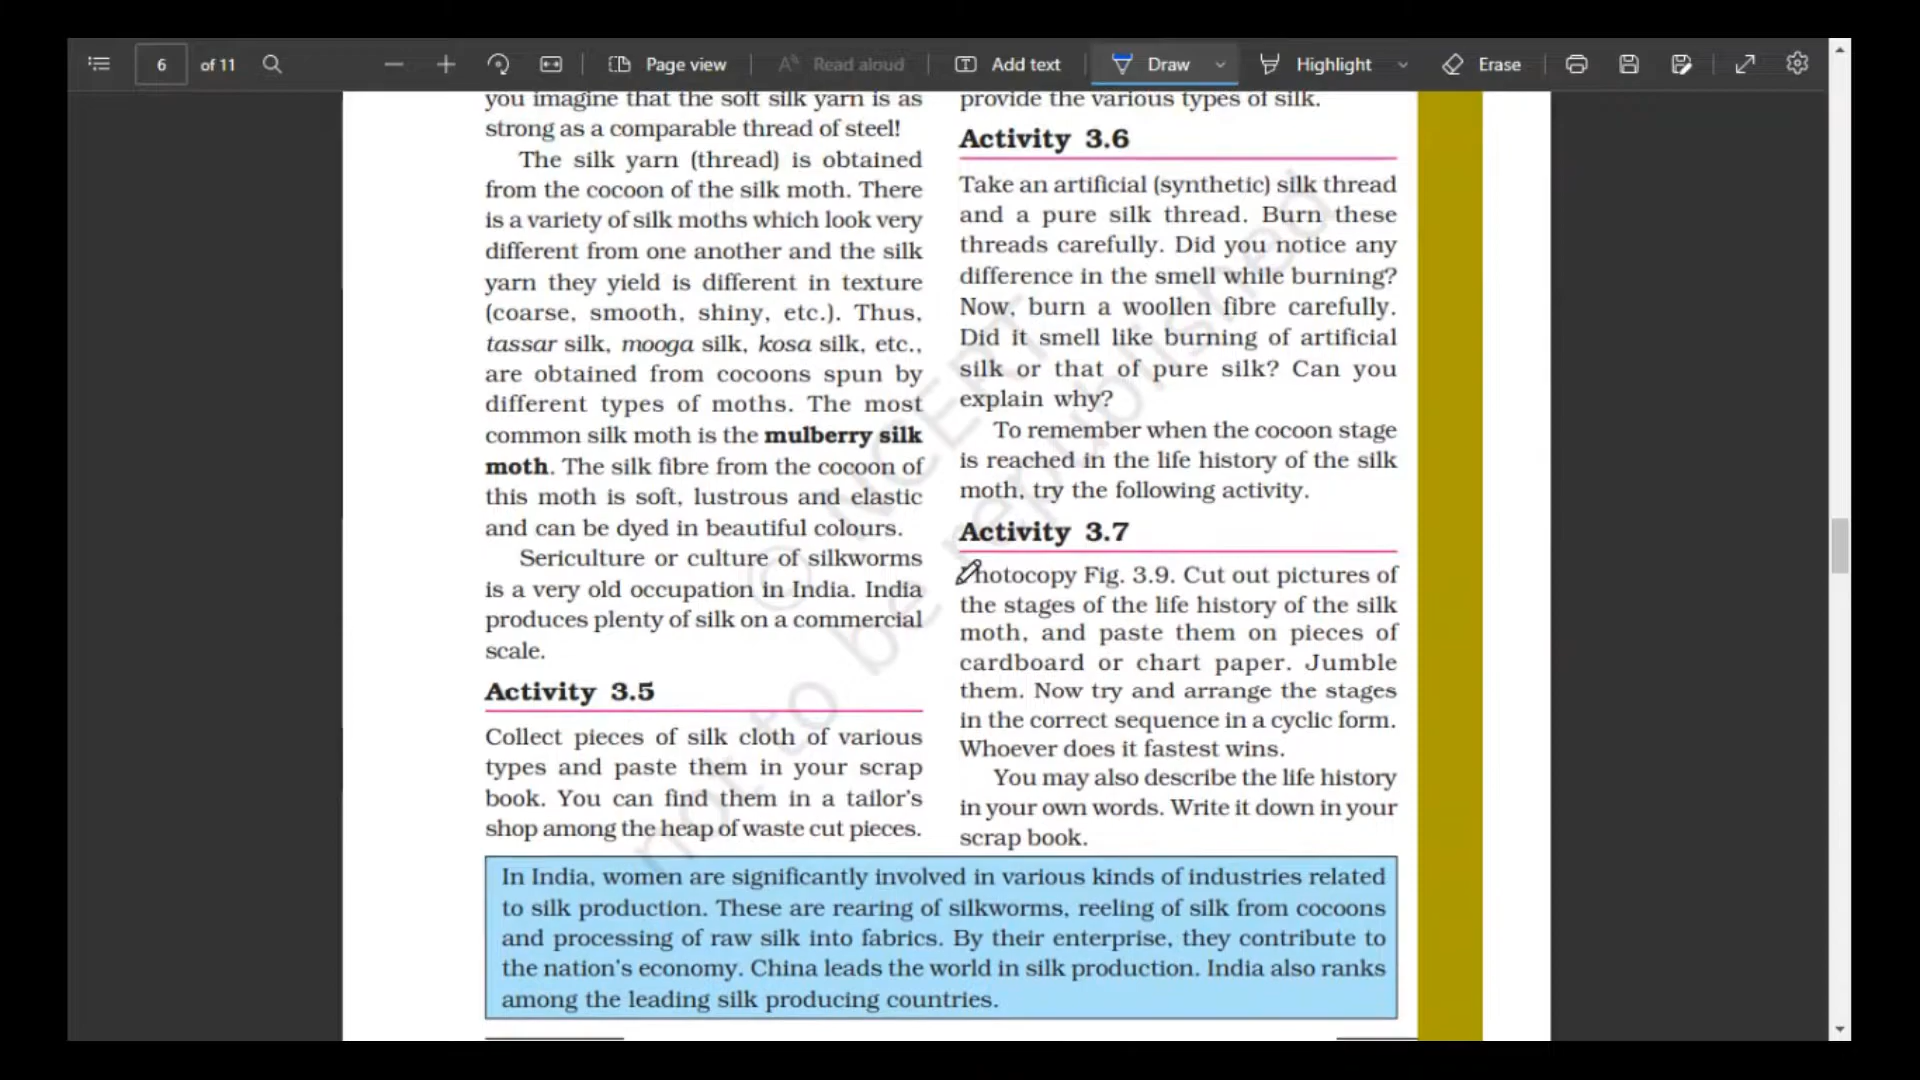 6
of 11
Page view
Read aloud
Add text
Draw
Highlight
Erase
you imagine that the soft silk yarn is as
strong as a comparable thread of steel!
The silk yarn (thread) is obtained
from the cocoon of the silk moth. There
is a variety of silk moths which look very
different from one another and the silk
yarn they yield is different in texture
(coarse, smooth, shiny, etc.). Thus,
tassar silk, mooga silk, kosa silk, etc.,
are obtained from cocoons spun by
different types of moths. The most
common silk moth is the mulberry silk
moth. The silk fibre from the cocoon of
this moth is soft, lustrous and elastic
and can be dyed in beautiful colours.
Sericulture or culture of silkworms
is a very old occupation in India. India
produces plenty of silk on a commercial
scale.
Activity 3.5
Collect pieces of silk cloth of various
types and paste them in your scrap
book. You can find them in a tailor's
shop among the heap of waste cut pieces.
provide the various types of silk.
Activity 3.6
Take an artificial (synthetic) silk thread
and a pure silk thread. Burn these
threads carefully. Did you notice any
difference in the smell while burning?
Now, burn a woollen fibre carefully.
Did it smell like burning of artificial
silk or that of pure silk? Can you
explain why?
To remember when the cocoon stage
is reached in the life history of the silk
moth, try the following activity.
Activity 3.7
Photocopy Fig. 3.9. Cut out pictures of
the stages of the life history of the silk
moth, and paste them on pieces of
cardboard or chart paper. Jumble
them. Now try and arrange the stages
in the correct sequence in a cyclic form.
Whoever does it fastest wins.
You may also describe the life history
in your own words. Write it down in your
scrap book.
In India, women are significantly involved in various kinds of industries related
to silk production. These are rearing of silkworms, reeling of silk from cocoons
and processing of raw silk into fabrics. By their enterprise, they contribute to
the nation's economy. China leads the world in silk production. India also ranks
among the leading silk producing countries.
© NCERT
not to be republished